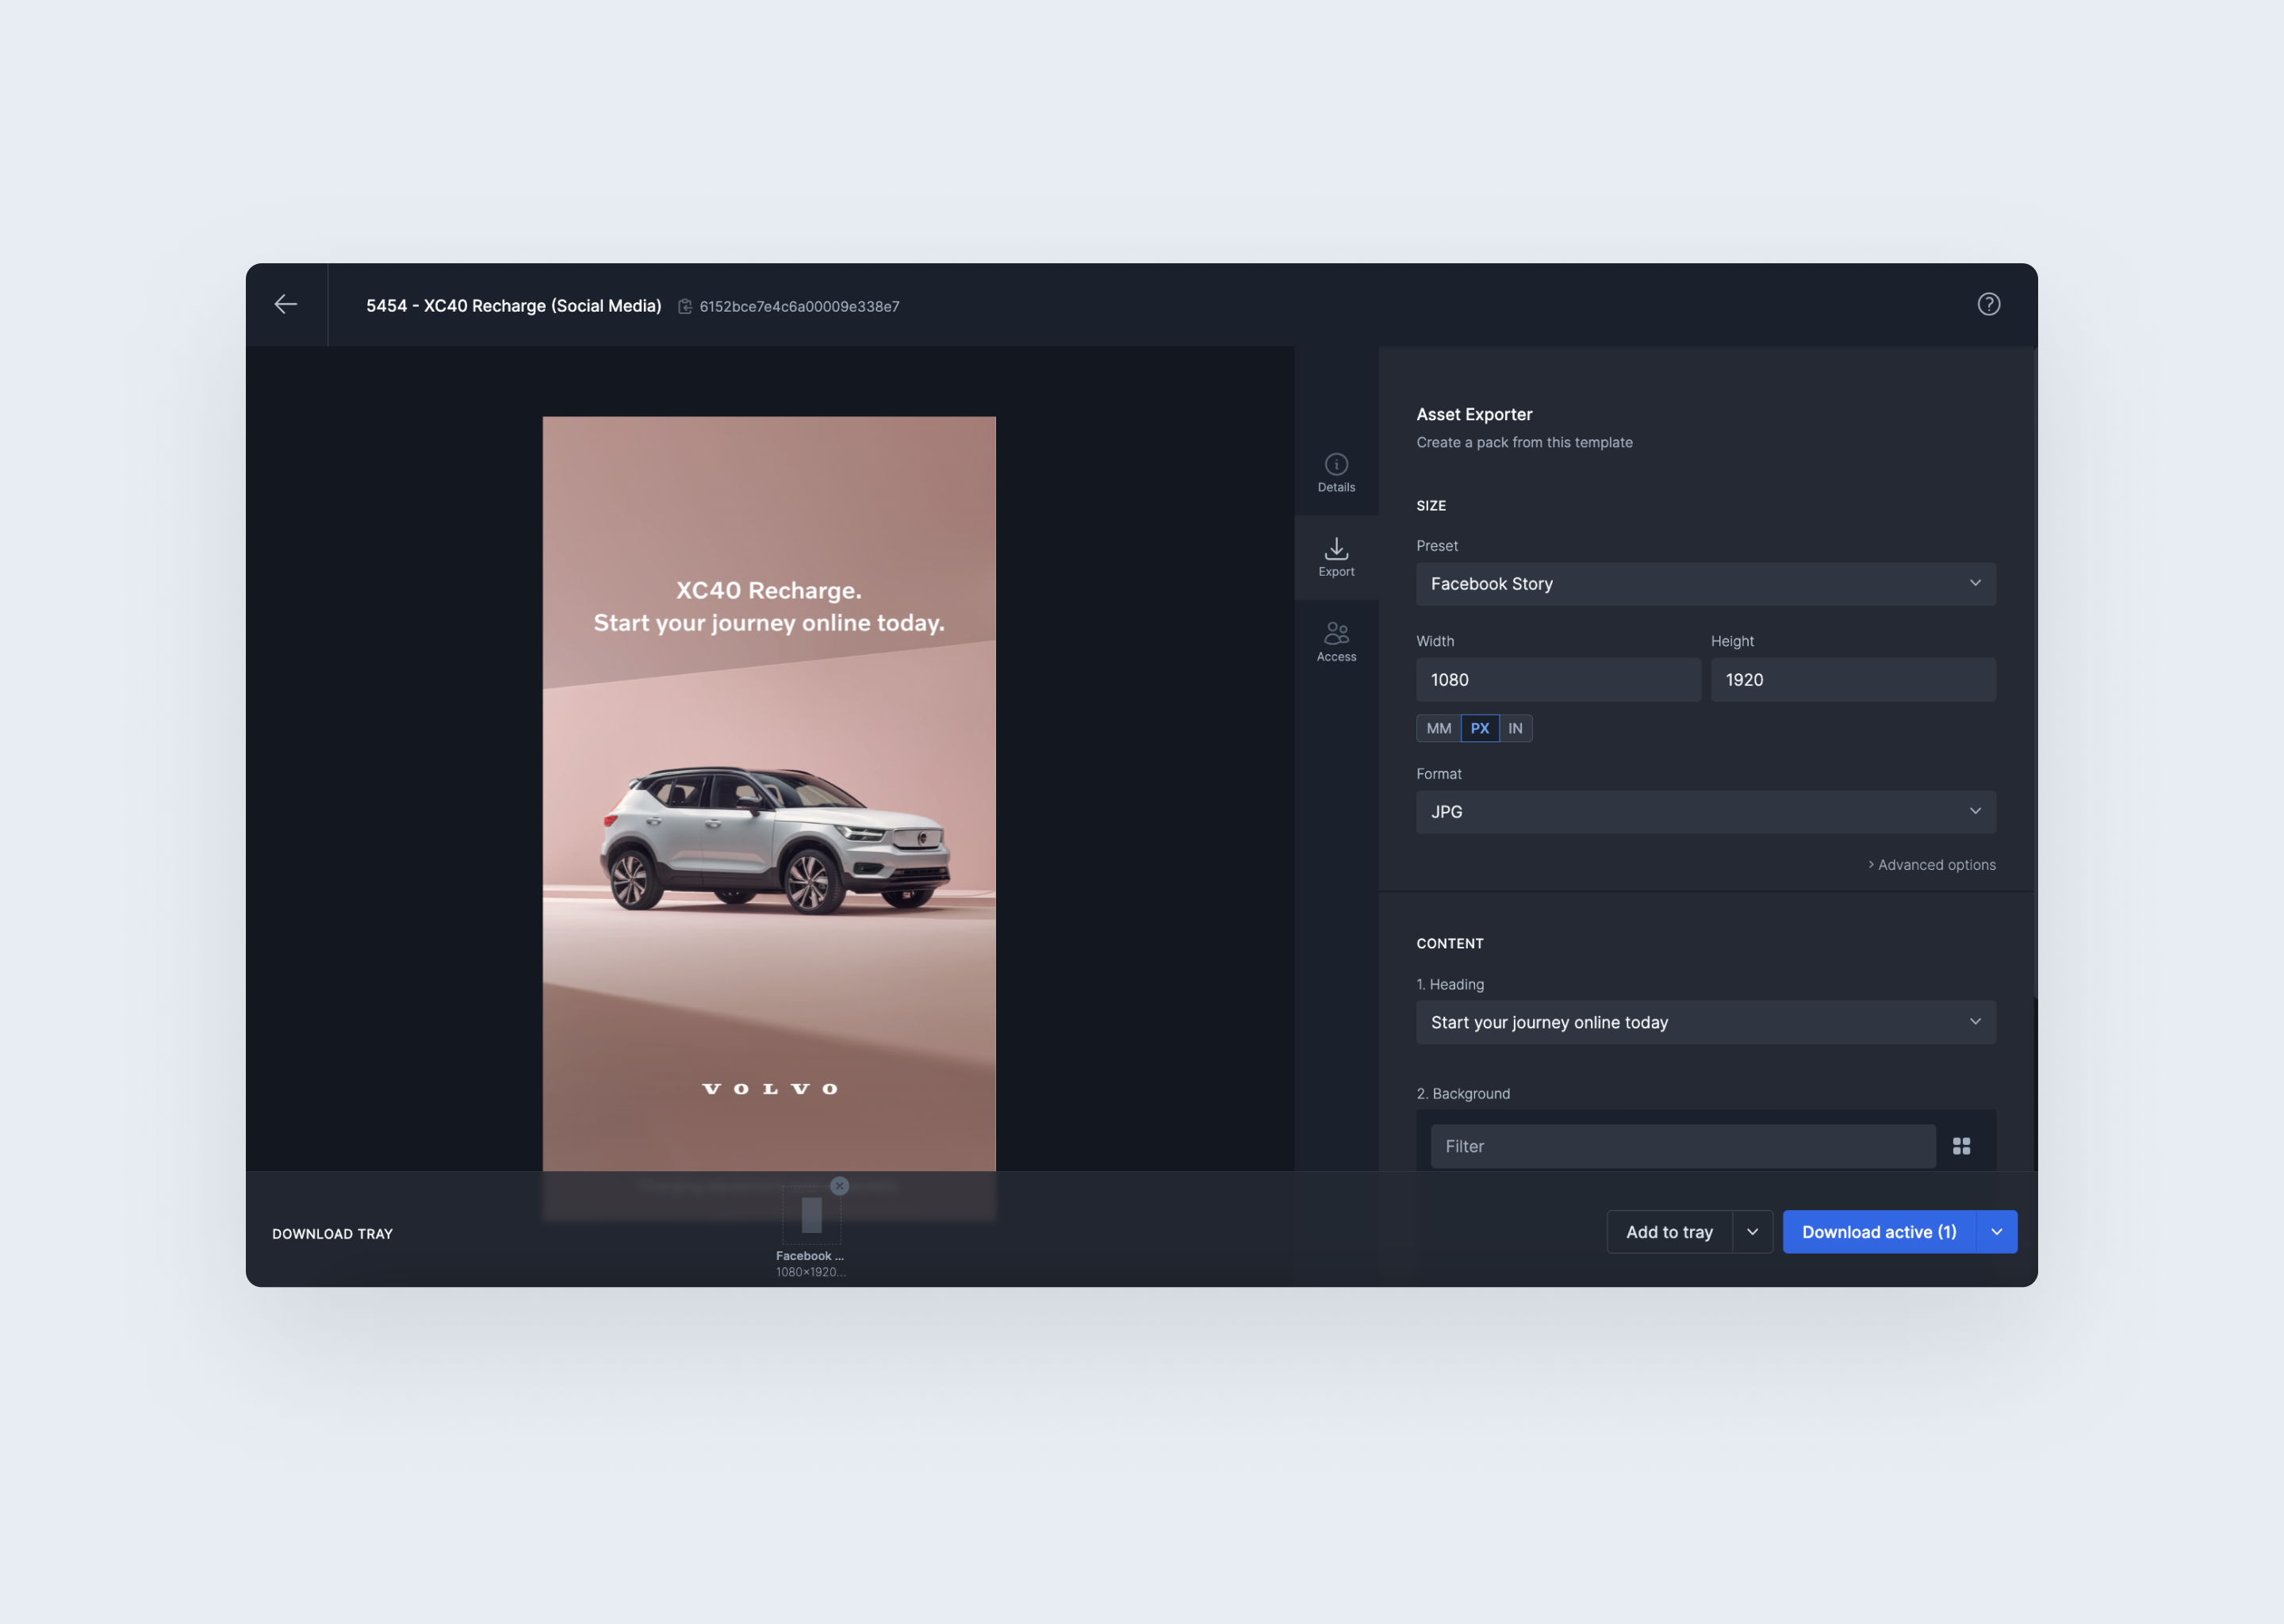 5454 - XC40 Recharge (Social Media) 6152bce7e4c6a00009e338e7
XC40 Recharge.
Start your journey online today.
VOLVO
Details
Export
Access
Asset Exporter
Create a pack from this template
SIZE
Preset
Facebook Story
Width Height
1080 1920
MM PX IN
Format
JPG
> Advanced options
CONTENT
1. Heading
Start your journey online today
2. Background
Filter
DOWNLOAD TRAY
Facebook ...
1080×1920...
Add to tray
Download active (1)